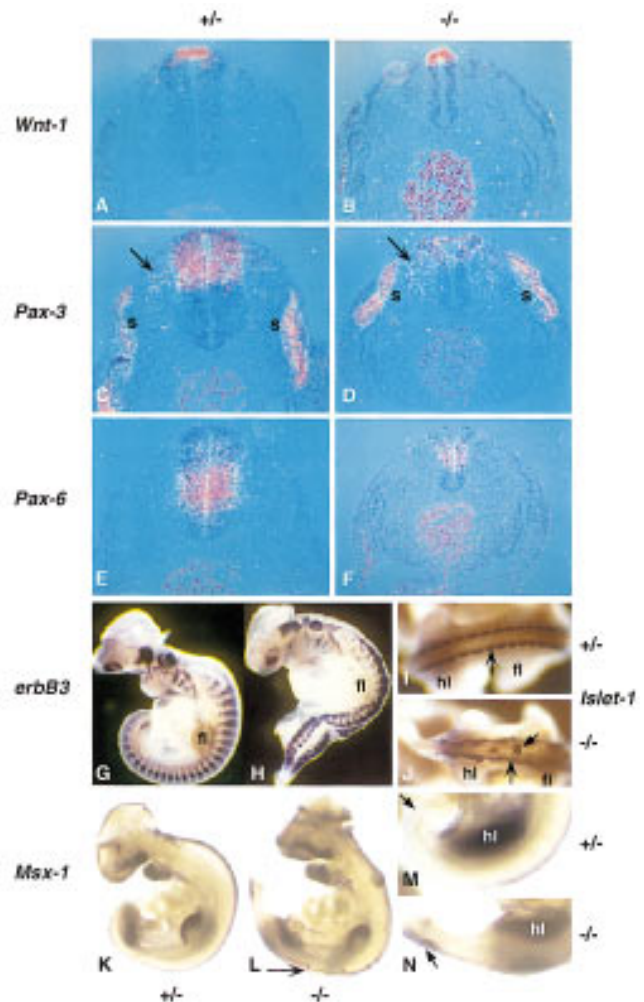 +/- -/-
Wnt-1
A B
Pax-3
s s s s
C D
Pax-6
E F
erbB3
fl fl
G H
hl fl
I
+/-
Islet-1
hl fl
J
-/-
Msx-1
K L
hl
M
+/-
hl
N
-/-
+/- -/-